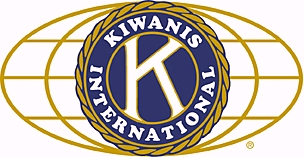 KIWANIS
K
INTERNATIONAL
®